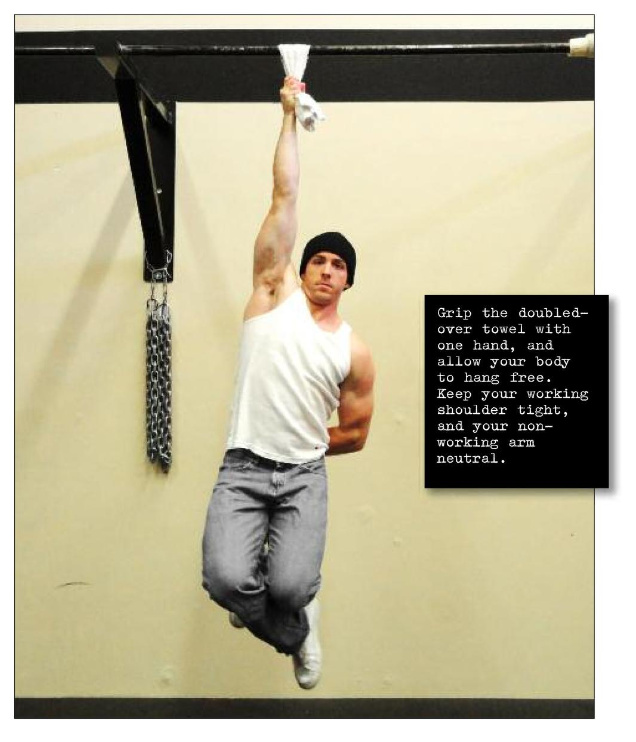 Grip the doubled-
over towel with
one hand, and
allow your body
to hang free.
Keep your working
shoulder tight,
and your non-
working arm
neutral.